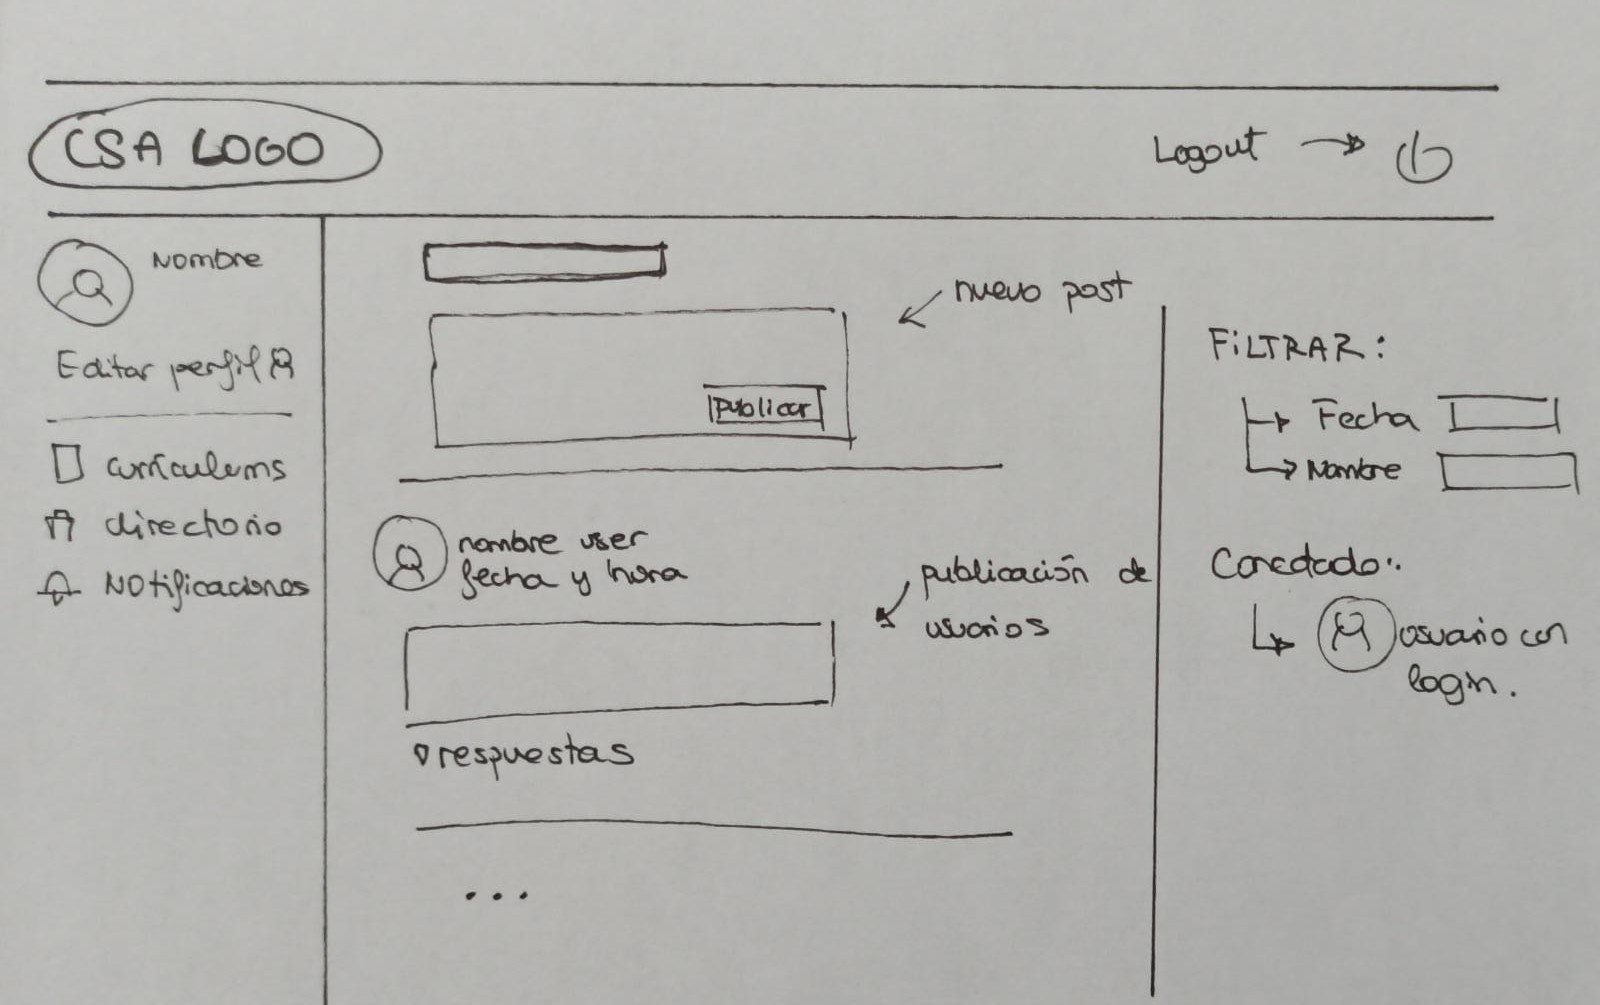 CSA LOGO
Logout
Nombre
Editar perfil
currículums
directorio
Notificaciones
nuevo post
Publicar
nombre user
fecha y hora
publicación de
usuarios
respuestas
...
FiLTRAR:
Fecha
Nombre
Conectado:
usuario con
login.